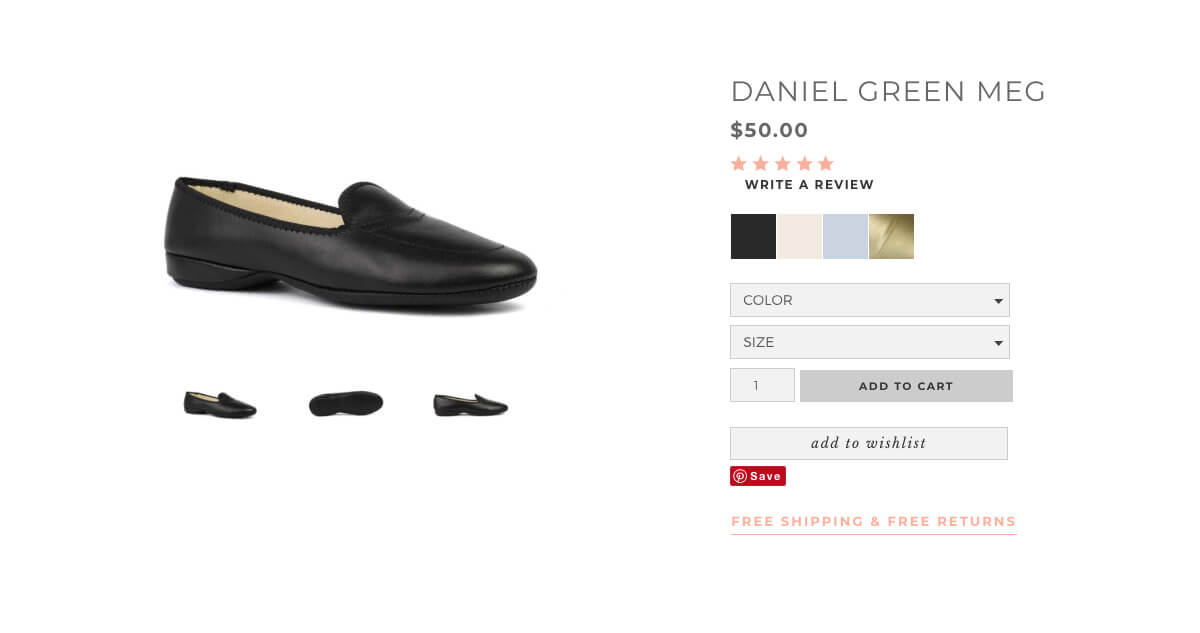 DANIEL GREEN MEG
$50.00
WRITE A REVIEW
COLOR
SIZE
1
ADD TO CART
add to wishlist
Save
FREE SHIPPING & FREE RETURNS